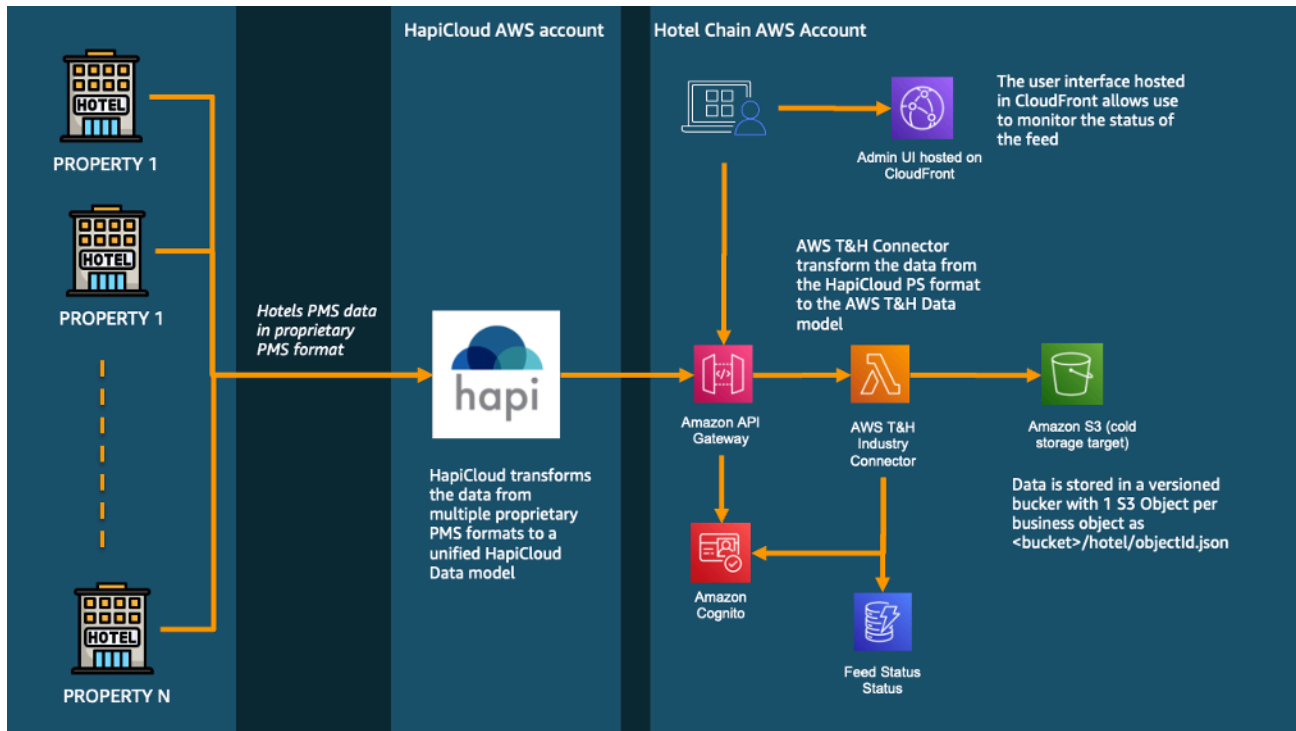 HapiCloud AWS account
Hotel Chain AWS Account
HOTEL
PROPERTY 1
HOTEL
PROPERTY 1
HOTEL
PROPERTY N
Hotels PMS data
in proprietary
PMS format
hapi
HapiCloud transforms
the data from
multiple proprietary
PMS formats to a
unified HapiCloud
Data model
Admin UI hosted on
CloudFront
The user interface hosted
in CloudFront allows use
to monitor the status of
the feed
AWS T&H Connector
transform the data from
the HapiCloud PS format
to the AWS T&H Data
model
</>
Amazon API
Gateway
AWS T&H
Industry
Connector
Amazon S3 (cold
storage target)
Data is stored in a versioned
bucker with 1 S3 Object per
business object as
<bucket>/hotel/objectId.json
Amazon
Cognito
Feed Status
Status